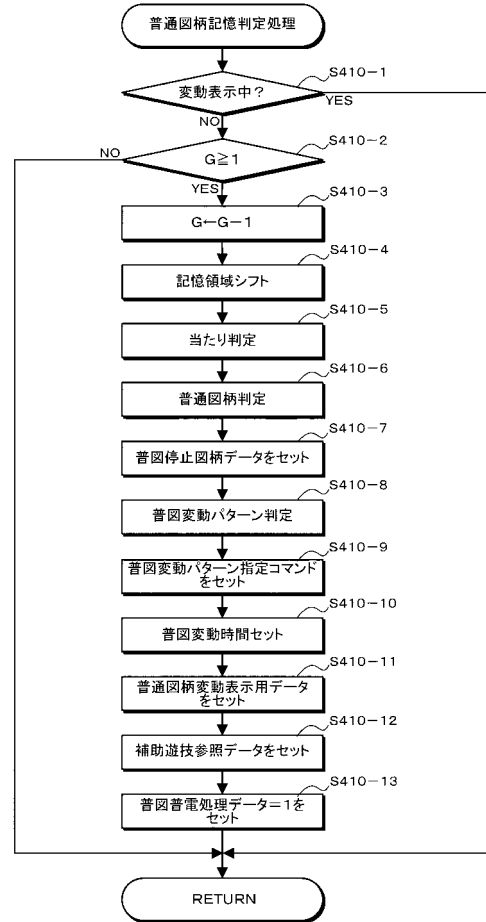 普通図柄記憶判定処理
S410-1
変動表示中?
YES
NO
S410-2
NO
G≧1
YES
S410-3
G←G-1
S410-4
記憶領域シフト
S410-5
当たり判定
S410-6
普通図柄判定
S410-7
普図停止図柄データをセット
S410-8
普図変動パターン判定
S410-9
普図変動パターン指定コマンド
をセット
S410-10
普図変動時間セット
S410-11
普通図柄変動表示用データ
をセット
S410-12
補助遊技参照データをセット
S410-13
普図普電処理データ=1を
セット
RETURN